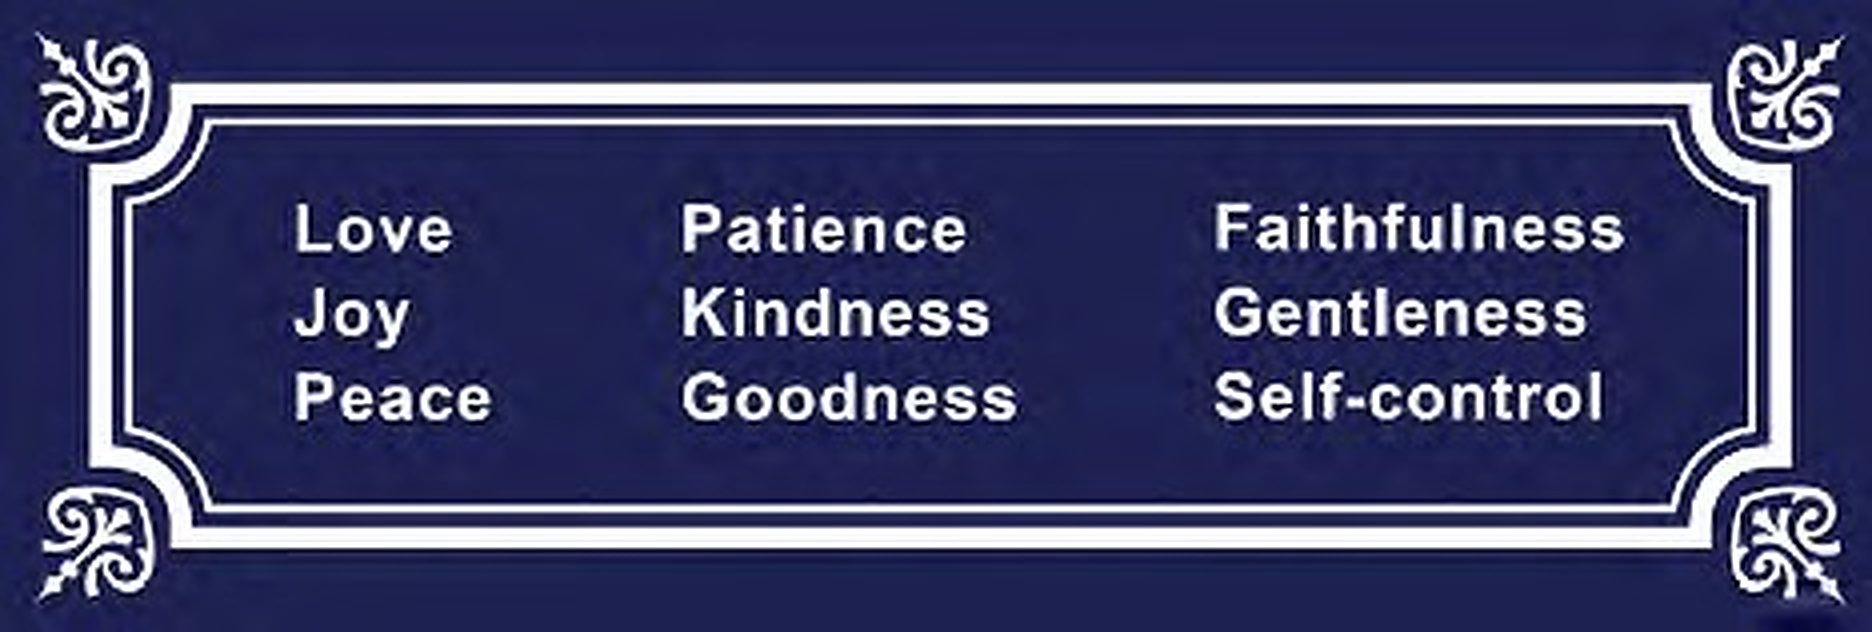 Love
Joy
Peace
Patience
Kindness
Goodness
Faithfulness
Gentleness
Self-control